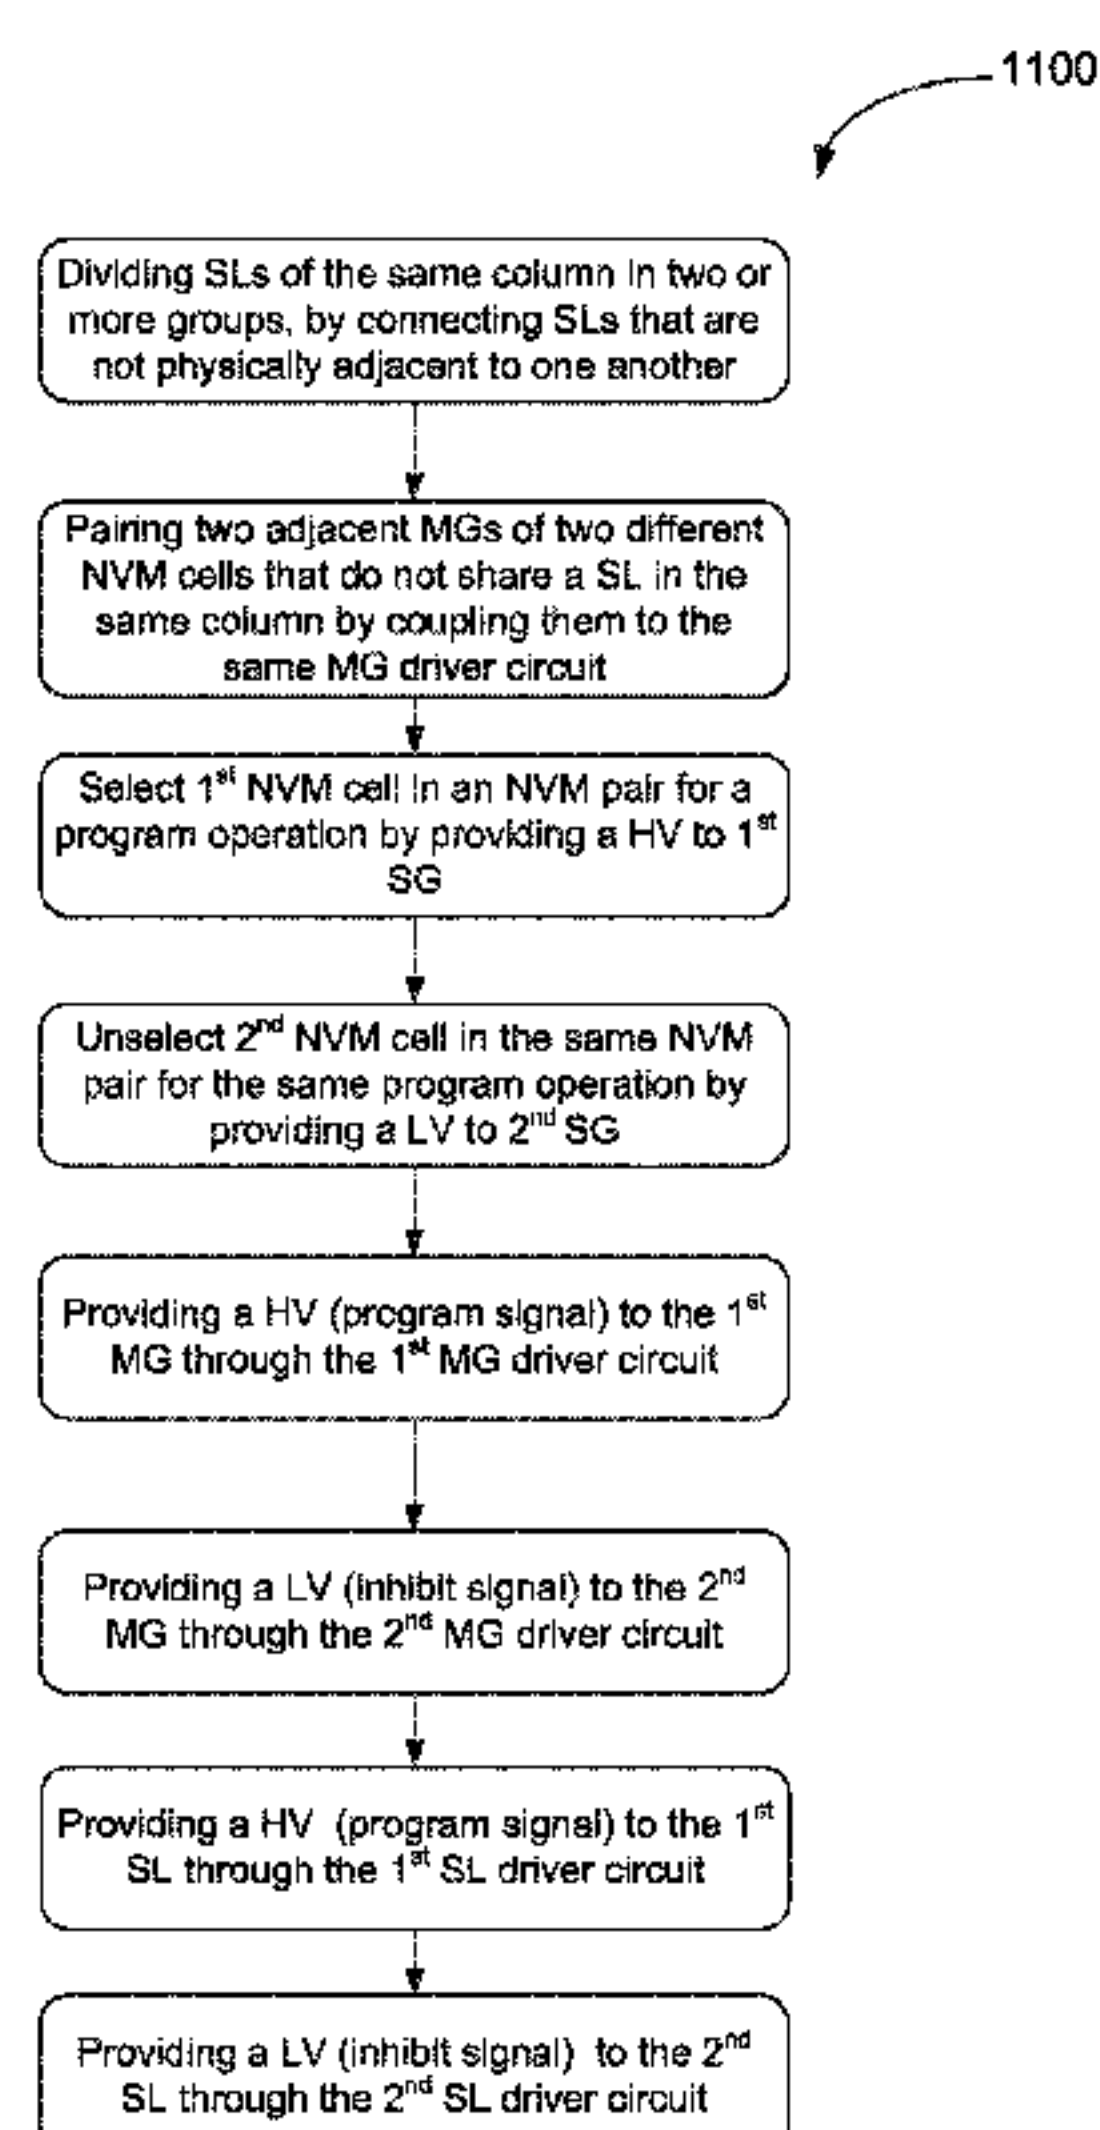 1100
Dividing SLs of the same column in two or
more groups, by connecting SLs that are
not physically adjacent to one another
Pairing two adjacent MGs of two different
NVM cells that do not share a SL in the
same column by coupling them to the
same MG driver circuit
Select 1st NVM cell in an NVM pair for a
program operation by providing a HV to 1st
SG
Unselect 2nd NVM cell in the same NVM
pair for the same program operation by
providing a LV to 2nd SG
Providing a HV (program signal) to the 1st
MG through the 1st MG driver circuit
Providing a LV (inhibit signal) to the 2nd
MG through the 2nd MG driver circuit
Providing a HV (program signal) to the 1st
SL through the 1st SL driver circuit
Providing a LV (inhibit signal) to the 2nd
SL through the 2nd SL driver circuit